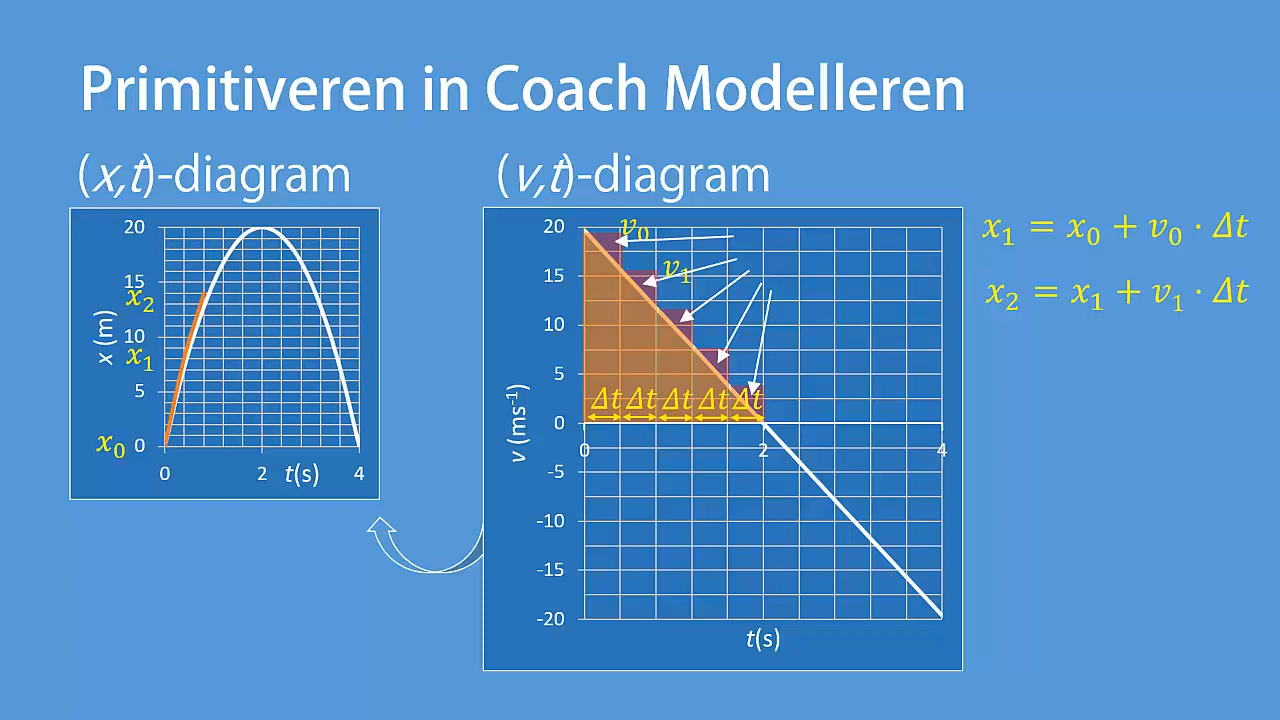 Primitiveren in Coach Modelleren
(x,t)-diagram
(v,t)-diagram
20
15
x₂
10
x₁
5
x₀ 0
x (m)
0 2 t(s) 4
20
15
10
5
0
-5
-10
-15
-20
v (ms⁻¹)
v₀
v₁
Δt Δt Δt Δt Δt
0 2 4
t(s)
x₁ = x₀ + v₀ · Δt
x₂ = x₁ + v₁ · Δt